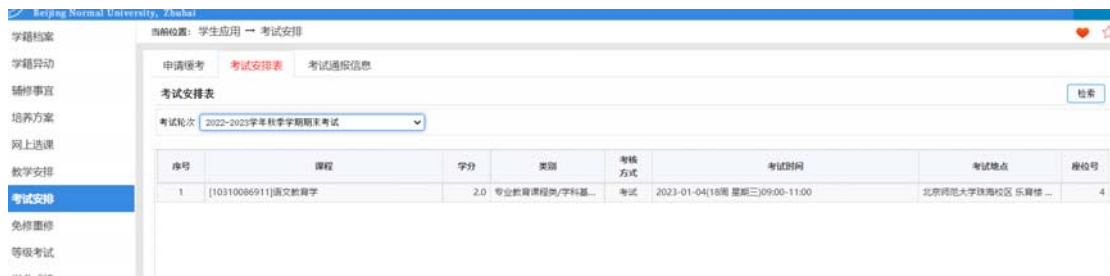 Beijing Normal University, Zhuhai
当前位置：学生应用 → 考试安排
学籍档案
学籍异动
辅修事宜
培养方案
网上选课
教学安排
考试安排
免修重修
等级考试
申请缓考 考试安排表 考试通报信息
考试安排表 检索
考试轮次 2022-2023学年秋季学期期末考试
序号 课程 学分 类别 考核方式 考试时间 考试地点 座位号
1 [10310086911]语文教育学 2.0 专业教育课程类/学科基... 考试 2023-01-04(18周 星期三)09:00-11:00 北京师范大学珠海校区 乐育楼 ... 4